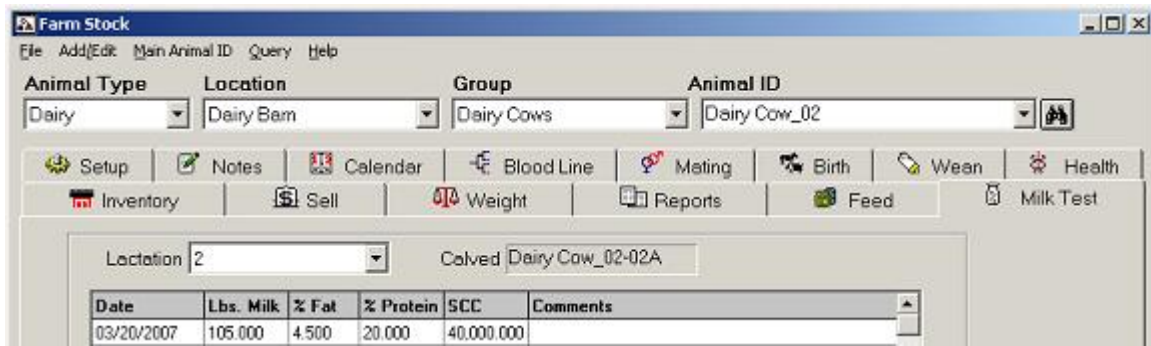 Farm Stock
File Add/Edit Main Animal ID Query Help
Animal Type Location Group Animal ID
Dairy Dairy Barn Dairy Cows Dairy Cow_02
Setup Notes Calendar Blood Line Mating Birth Wean Health
Inventory Sell Weight Reports Feed Milk Test
Lactation 2 Calved Dairy Cow_02-02A
Date Lbs. Milk % Fat % Protein SCC Comments
03/20/2007 105.000 4.500 20.000 40,000.000